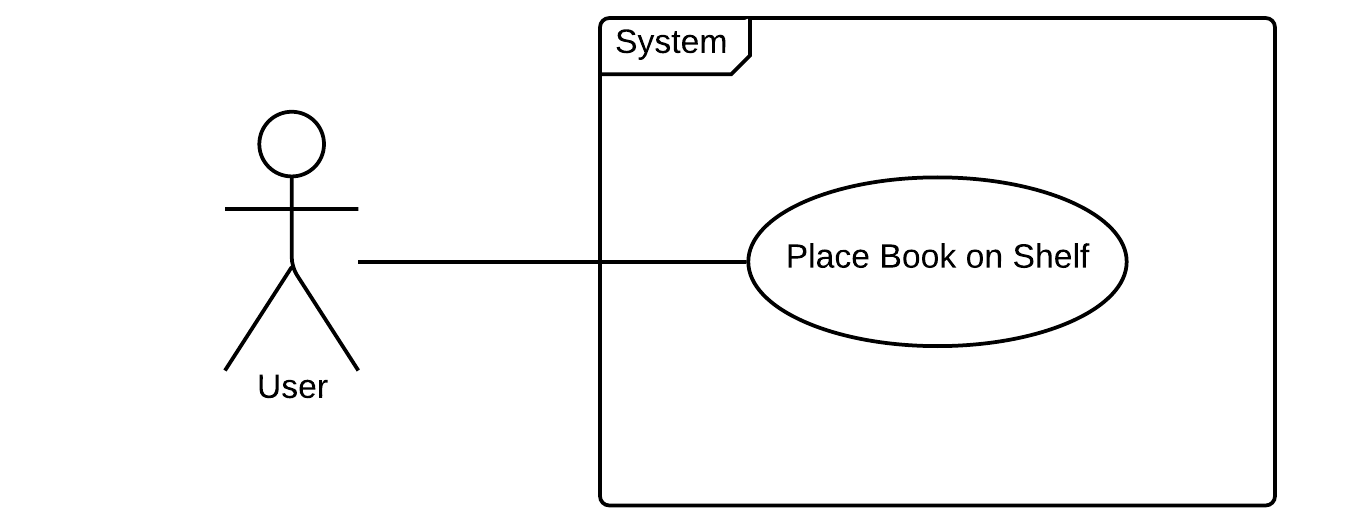 System
Place Book on Shelf
User